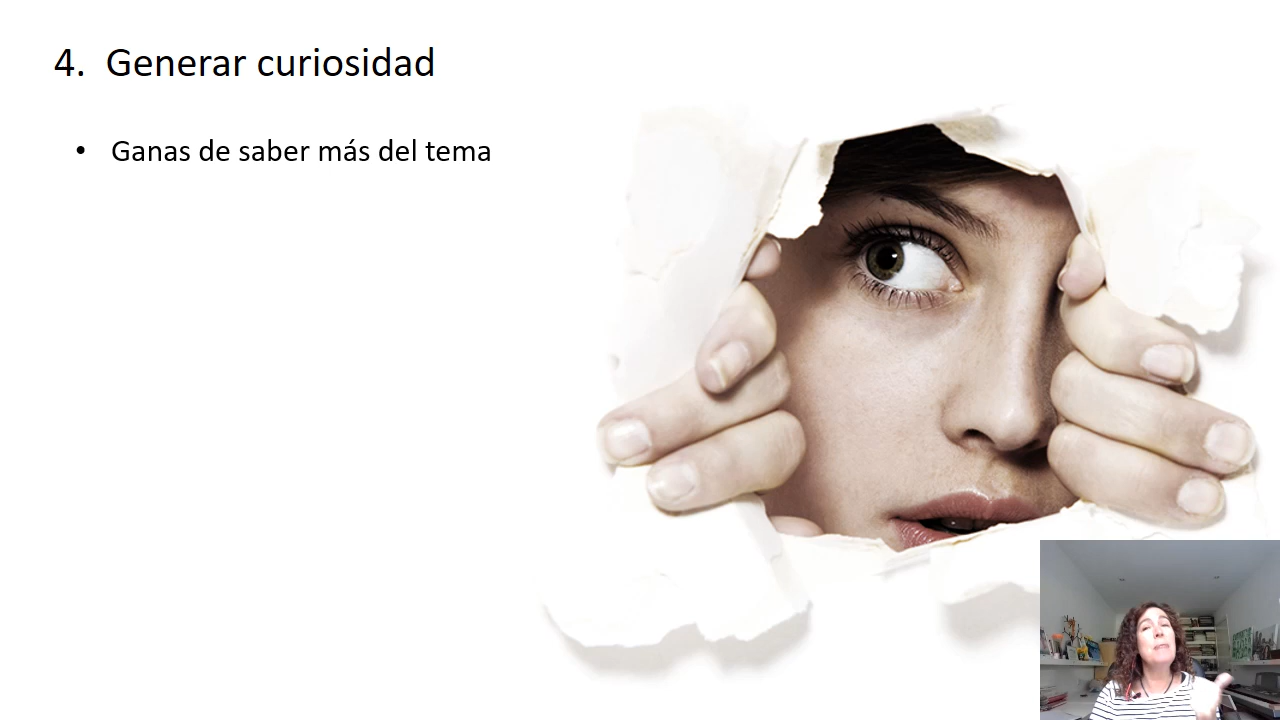 4. Generar curiosidad
• Ganas de saber más del tema